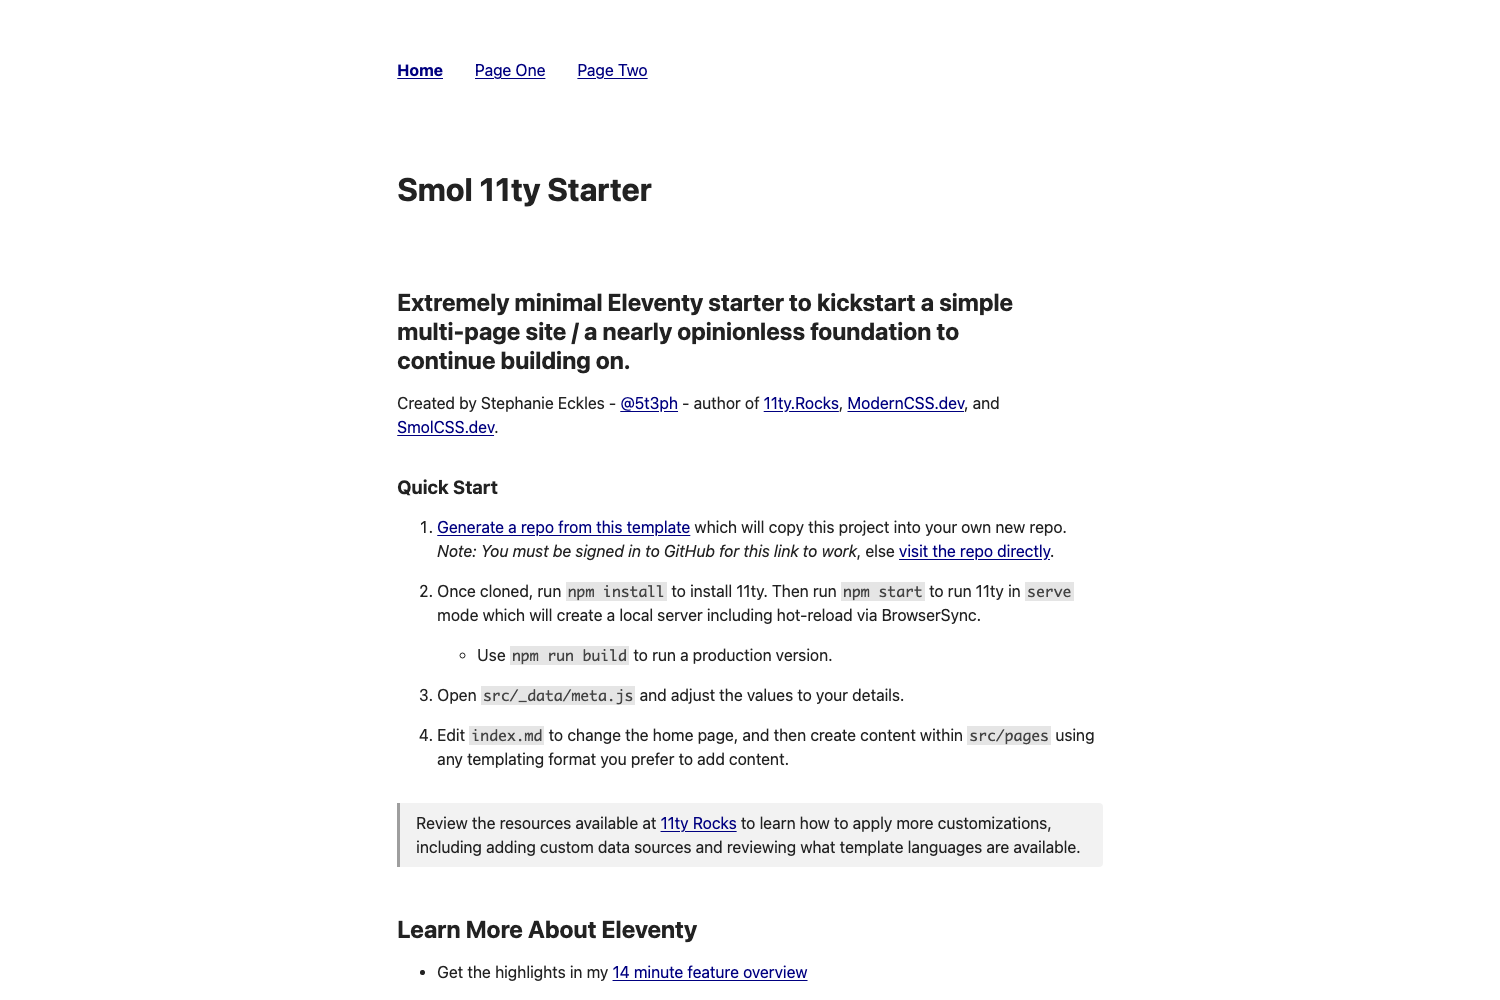 Home Page One Page Two
Smol 11ty Starter
Extremely minimal Eleventy starter to kickstart a simple
multi-page site / a nearly opinionless foundation to
continue building on.
Created by Stephanie Eckles - @5t3ph - author of 11ty.Rocks, ModernCSS.dev, and
SmolCSS.dev.
Quick Start
1. Generate a repo from this template which will copy this project into your own new repo.
Note: You must be signed in to GitHub for this link to work, else visit the repo directly.
2. Once cloned, run npm install to install 11ty. Then run npm start to run 11ty in serve
mode which will create a local server including hot-reload via BrowserSync.
◦ Use npm run build to run a production version.
3. Open src/_data/meta.js and adjust the values to your details.
4. Edit index.md to change the home page, and then create content within src/pages using
any templating format you prefer to add content.
Review the resources available at 11ty Rocks to learn how to apply more customizations,
including adding custom data sources and reviewing what template languages are available.
Learn More About Eleventy
• Get the highlights in my 14 minute feature overview